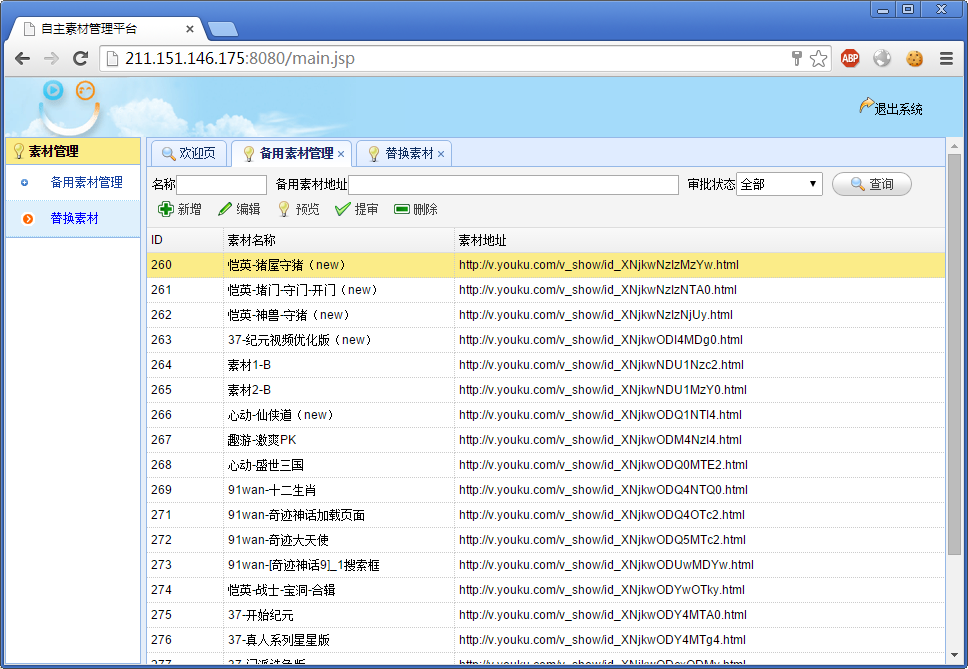 自主素材管理平台
211.151.146.175:8080/main.jsp
ABP
退出系统
素材管理
备用素材管理
替换素材
欢迎页 备用素材管理 替换素材
名称 备用素材地址 审批状态 全部 查询
新增 编辑 预览 提审 删除
ID 素材名称 素材地址
260 恺英-猪屋守猪（new） http://v.youku.com/v_show/id_XNjkwNzIzMzYw.html
261 恺英-堵门-守门-开门（new） http://v.youku.com/v_show/id_XNjkwNzIzNTA0.html
262 恺英-神兽-守猪（new） http://v.youku.com/v_show/id_XNjkwNzIzNjUy.html
263 37-纪元视频优化版（new） http://v.youku.com/v_show/id_XNjkwODI4MDg0.html
264 素材1-B http://v.youku.com/v_show/id_XNjkwNDU1Nzc2.html
265 素材2-B http://v.youku.com/v_show/id_XNjkwNDU1MzY0.html
266 心动-仙侠道（new） http://v.youku.com/v_show/id_XNjkwODQ1NTI4.html
267 趣游-激爽PK http://v.youku.com/v_show/id_XNjkwODM4NzI4.html
268 心动-盛世三国 http://v.youku.com/v_show/id_XNjkwODQ0MTE2.html
269 91wan-十二生肖 http://v.youku.com/v_show/id_XNjkwODQ4NTQ0.html
271 91wan-奇迹神话加载页面 http://v.youku.com/v_show/id_XNjkwODQ4OTc2.html
272 91wan-奇迹大天使 http://v.youku.com/v_show/id_XNjkwODQ5MTc2.html
273 91wan-[奇迹神话9]_1搜索框 http://v.youku.com/v_show/id_XNjkwODUwMDYw.html
274 恺英-战士-宝洞-合辑 http://v.youku.com/v_show/id_XNjkwODYwOTky.html
275 37-开始纪元 http://v.youku.com/v_show/id_XNjkwODY4MTA0.html
276 37-真人系列星星版 http://v.youku.com/v_show/id_XNjkwODY4MTg4.html
277